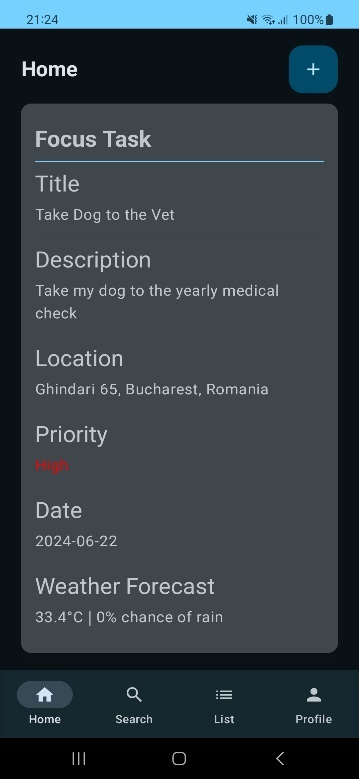 21:24
100%
Home
+
Focus Task
Title
Take Dog to the Vet
Description
Take my dog to the yearly medical
check
Location
Ghindari 65, Bucharest, Romania
Priority
High
Date
2024-06-22
Weather Forecast
33.4°C | 0% chance of rain
Home
Search
List
Profile